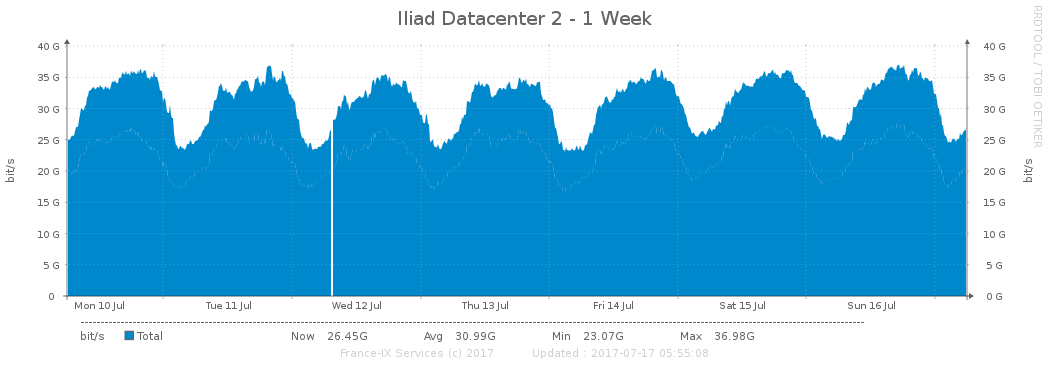 Iliad Datacenter 2 - 1 Week
RRDTOOL / TOBI OETIKER
40 G 40 G
35 G 35 G
30 G 30 G
25 G 25 G
20 G 20 G
15 G 15 G
10 G 10 G
5 G 5 G
0 0 G
bit/s bit/s
Mon 10 Jul Tue 11 Jul Wed 12 Jul Thu 13 Jul Fri 14 Jul Sat 15 Jul Sun 16 Jul
bit/s Total Now 26.45G Avg 30.99G Min 23.07G Max 36.98G
France-IX Services (c) 2017 Updated : 2017-07-17 05:55:08